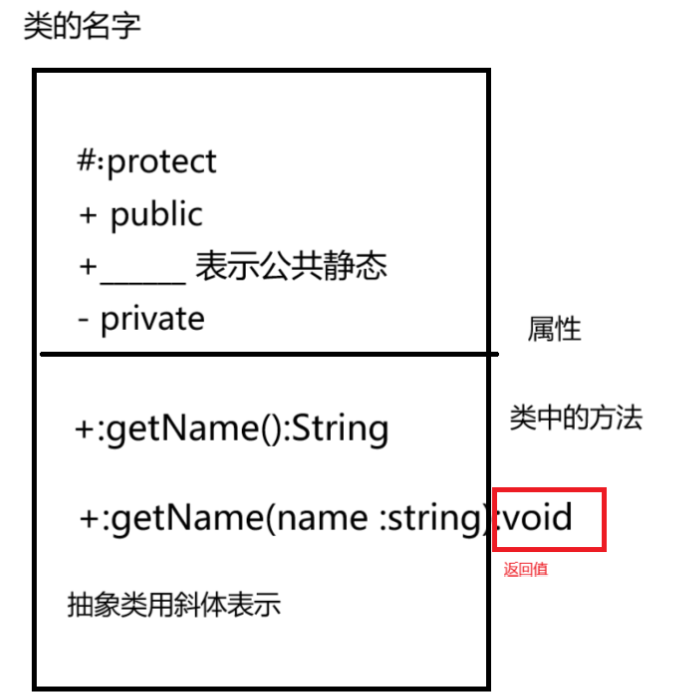 类的名字
#:protect
+ public
+______ 表示公共静态
- private
属性
类中的方法
+:getName():String
+:getName(name :string):void
返回值
抽象类用斜体表示